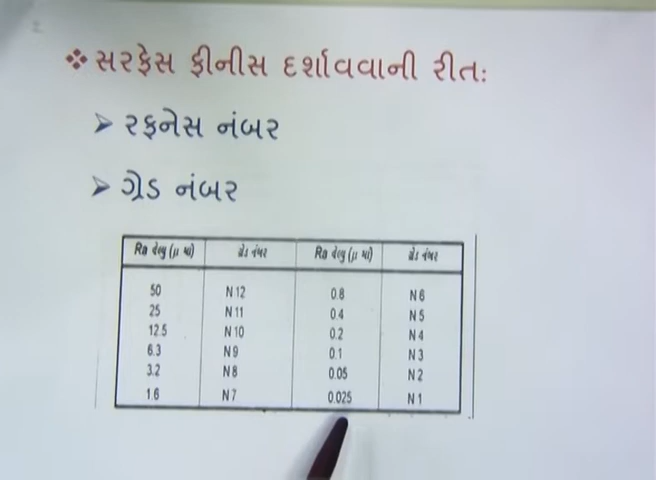 ❖ સરફેસ ફીનીસ દર્શાવવાની રીતઃ
➢ રફનેસ નંબર
➢ ગ્રેડ નંબર
Ra વેલ્યુ (µ માં) ગ્રેડ નંબર Ra વેલ્યુ (µ માં) ગ્રેડ નંબર
50 N12 0.8 N6
25 N11 0.4 N5
12.5 N10 0.2 N4
6.3 N9 0.1 N3
3.2 N8 0.05 N2
1.6 N7 0.025 N1